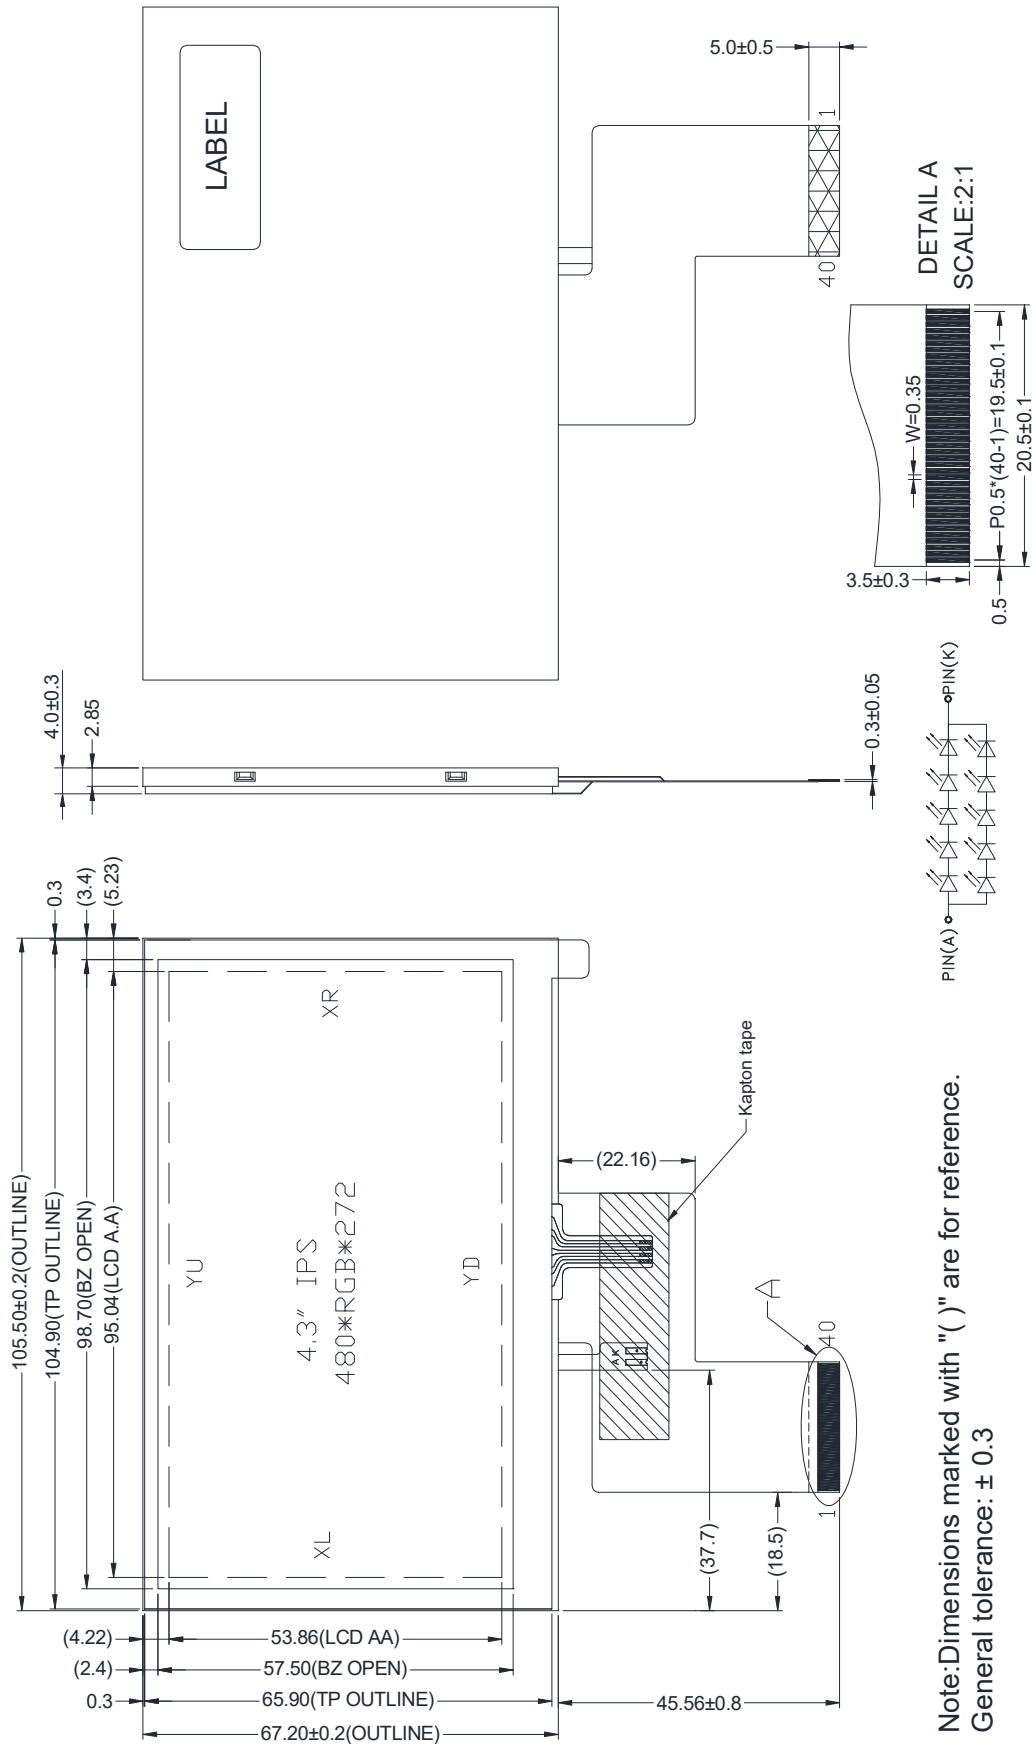 105.50±0.2(OUTLINE)
104.90(TP OUTLINE)
98.70(BZ OPEN)
95.04(LCD A.A)
0.3
(3.4)
(5.23)
(4.22)
(2.4)
0.3
53.86(LCD AA)
57.50(BZ OPEN)
65.90(TP OUTLINE)
67.20±0.2(OUTLINE)
45.56±0.8
YU
XL
XR
YD
4.3" IPS
480*RGB*272
(22.16)
Kapton tape
A K
(37.7)
(18.5)
A
1
40
4.0±0.3
2.85
0.3±0.05
LABEL
5.0±0.5
40
1
DETAIL A
SCALE:2:1
W=0.35
3.5±0.3
0.5
P0.5*(40-1)=19.5±0.1
20.5±0.1
PIN(A)
PIN(K)
Note:Dimensions marked with "( )" are for reference.
General tolerance: ± 0.3